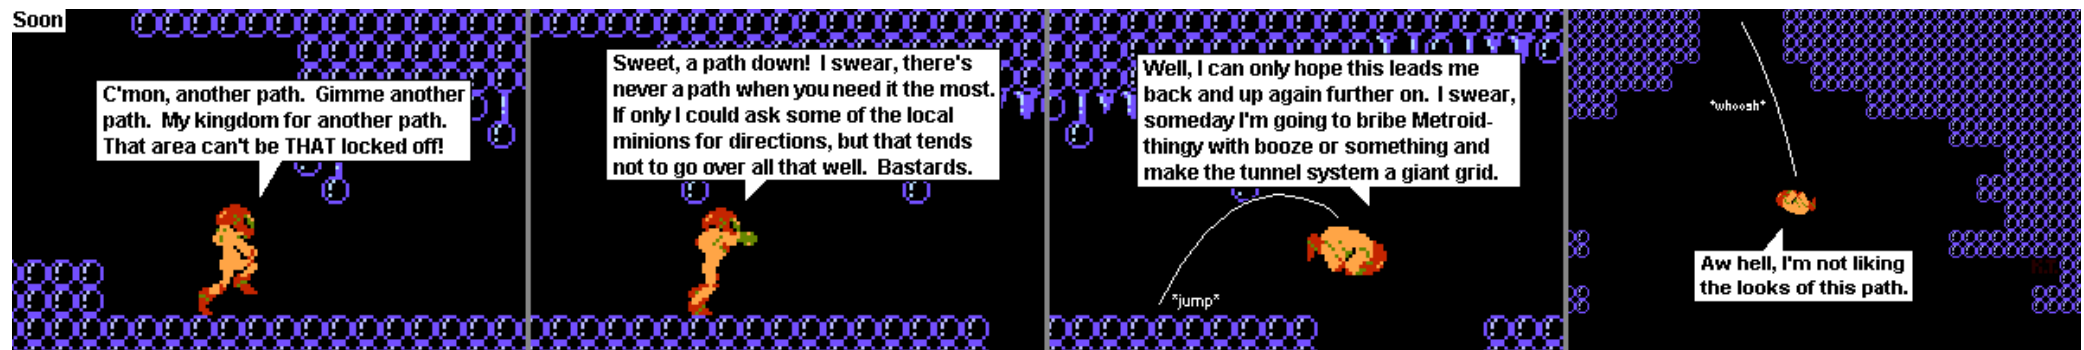 Soon
C'mon, another path. Gimme another
path. My kingdom for another path.
That area can't be THAT locked off!
Sweet, a path down! I swear, there's
never a path when you need it the most.
If only I could ask some of the local
minions for directions, but that tends
not to go over all that well. Bastards.
Well, I can only hope this leads me
back and up again further on. I swear,
someday I'm going to bribe Metroid-
thingy with booze or something and
make the tunnel system a giant grid.
*jump*
*whoosh*
Aw hell, I'm not liking
the looks of this path.